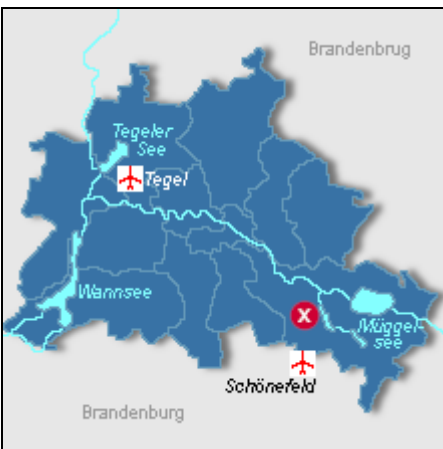 Brandenbrug
Tegeler
See
Tegel
Wannsee
X
Müggel-
see
Schönefeld
Brandenburg